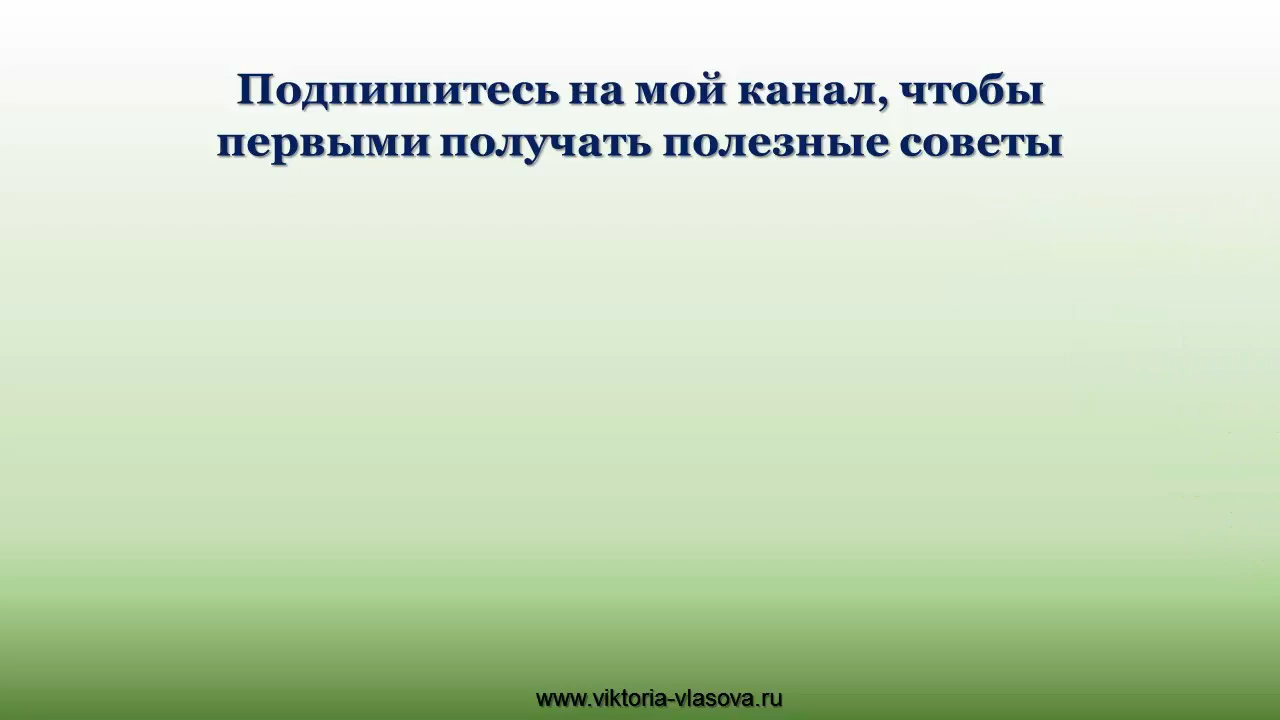 Подпишитесь на мой канал, чтобы
первыми получать полезные советы
www.viktoria-vlasova.ru